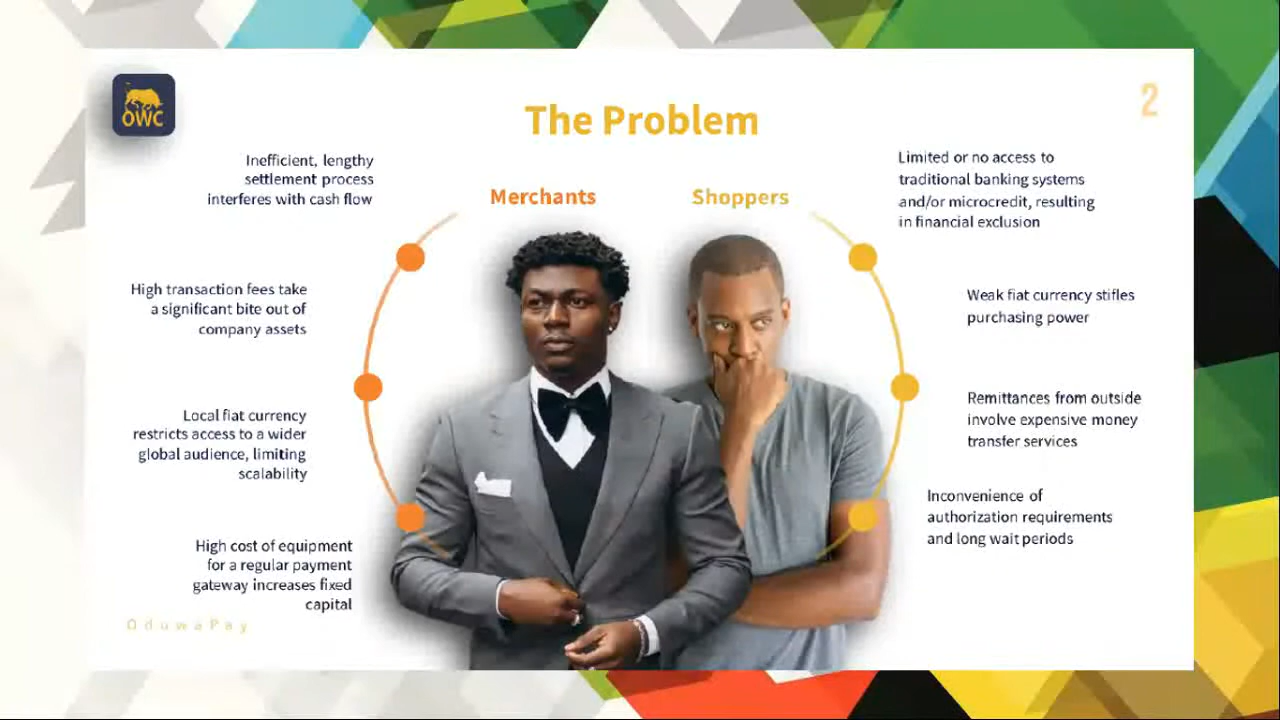 OWC
The Problem
2
Merchants
Shoppers
Inefficient, lengthy
settlement process
interferes with cash flow
High transaction fees take
a significant bite out of
company assets
Local fiat currency
restricts access to a wider
global audience, limiting
scalability
High cost of equipment
for a regular payment
gateway increases fixed
capital
Limited or no access to
traditional banking systems
and/or microcredit, resulting
in financial exclusion
Weak fiat currency stifles
purchasing power
Remittances from outside
involve expensive money
transfer services
Inconvenience of
authorization requirements
and long wait periods
OduwaPay